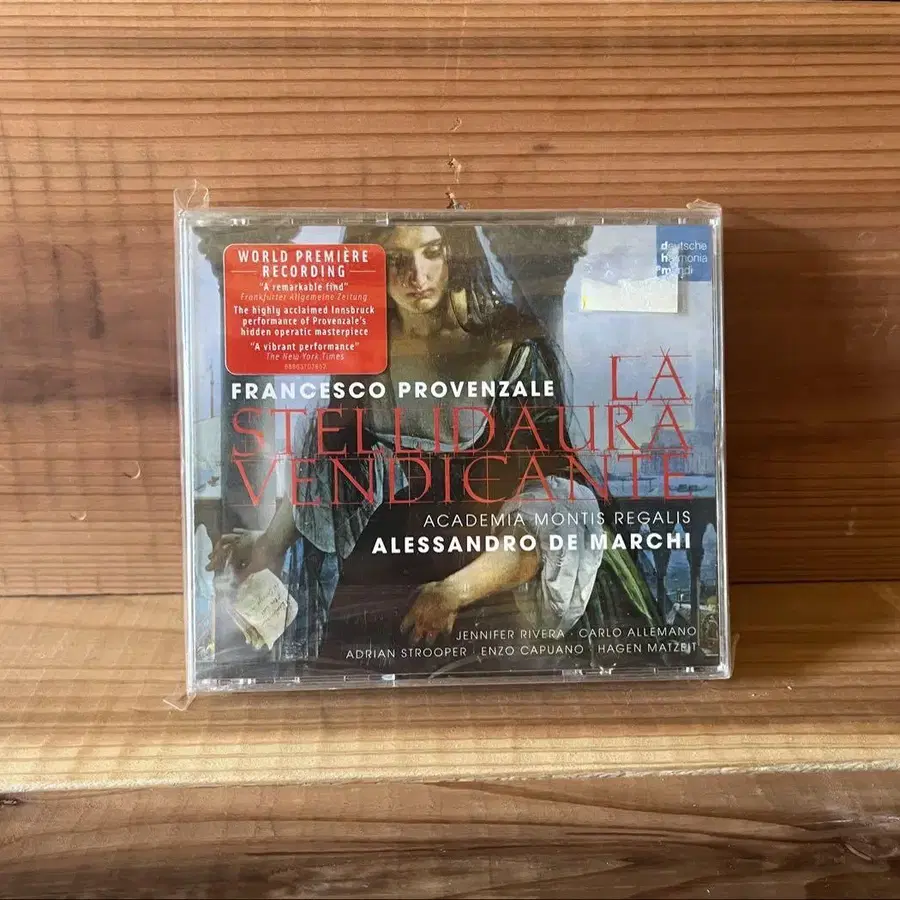 WORLD PREMIÈRE
RECORDING
"A remarkable find"
Frankfurter Allgemeine Zeitung
The highly acclaimed Innsbruck
performance of Provenzale's
hidden operatic masterpiece
"A vibrant performance"
The New York Times
deutsche
harmonia
mundi
FRANCESCO PROVENZALE
LA
STELLIDAURA
VENDICANTE
ACADEMIA MONTIS REGALIS
ALESSANDRO DE MARCHI
JENNIFER RIVERA · CARLO ALLEMANO
ADRIAN STROOPER · ENZO CAPUANO · HAGEN MATZEIT